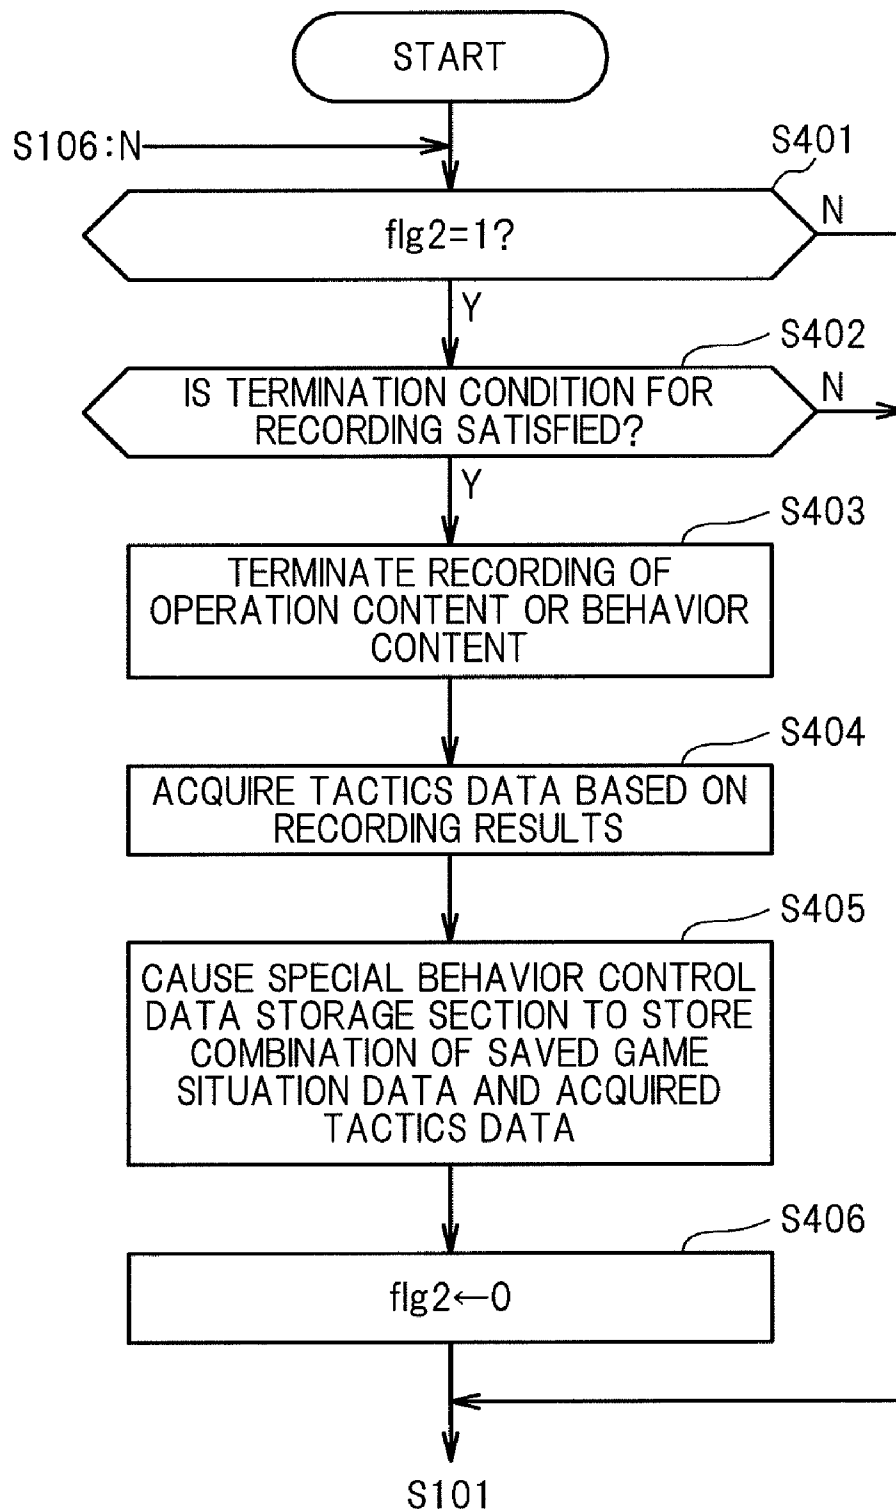 START
S106:N
S401
flg2=1?
N
Y
S402
IS TERMINATION CONDITION FOR
RECORDING SATISFIED?
N
Y
S403
TERMINATE RECORDING OF
OPERATION CONTENT OR BEHAVIOR
CONTENT
S404
ACQUIRE TACTICS DATA BASED ON
RECORDING RESULTS
S405
CAUSE SPECIAL BEHAVIOR CONTROL
DATA STORAGE SECTION TO STORE
COMBINATION OF SAVED GAME
SITUATION DATA AND ACQUIRED
TACTICS DATA
S406
flg2←0
S101